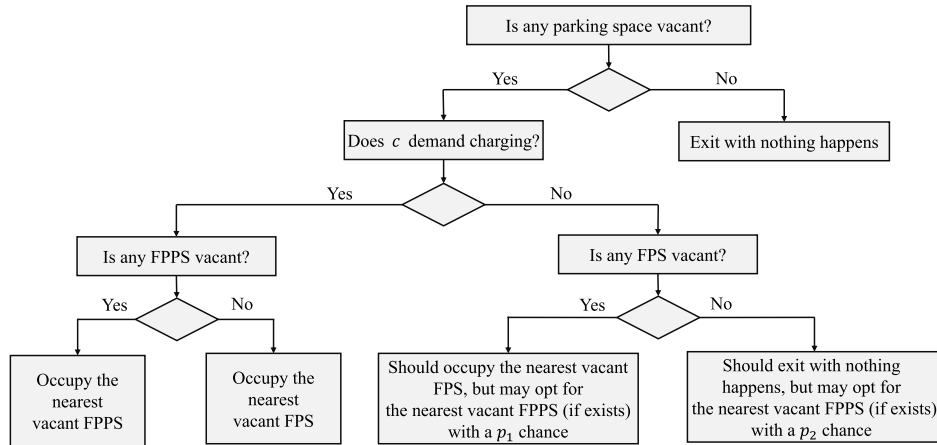 Is any parking space vacant?
Yes
No
Does c demand charging?
Exit with nothing happens
Yes
No
Is any FPPS vacant?
Is any FPS vacant?
Yes
No
Yes
No
Occupy the
nearest
vacant FPPS
Occupy the
nearest
vacant FPS
Should occupy the nearest vacant
FPS, but may opt for
the nearest vacant FPPS (if exists)
with a p₁ chance
Should exit with nothing
happens, but may opt for
the nearest vacant FPPS (if exists)
with a p₂ chance